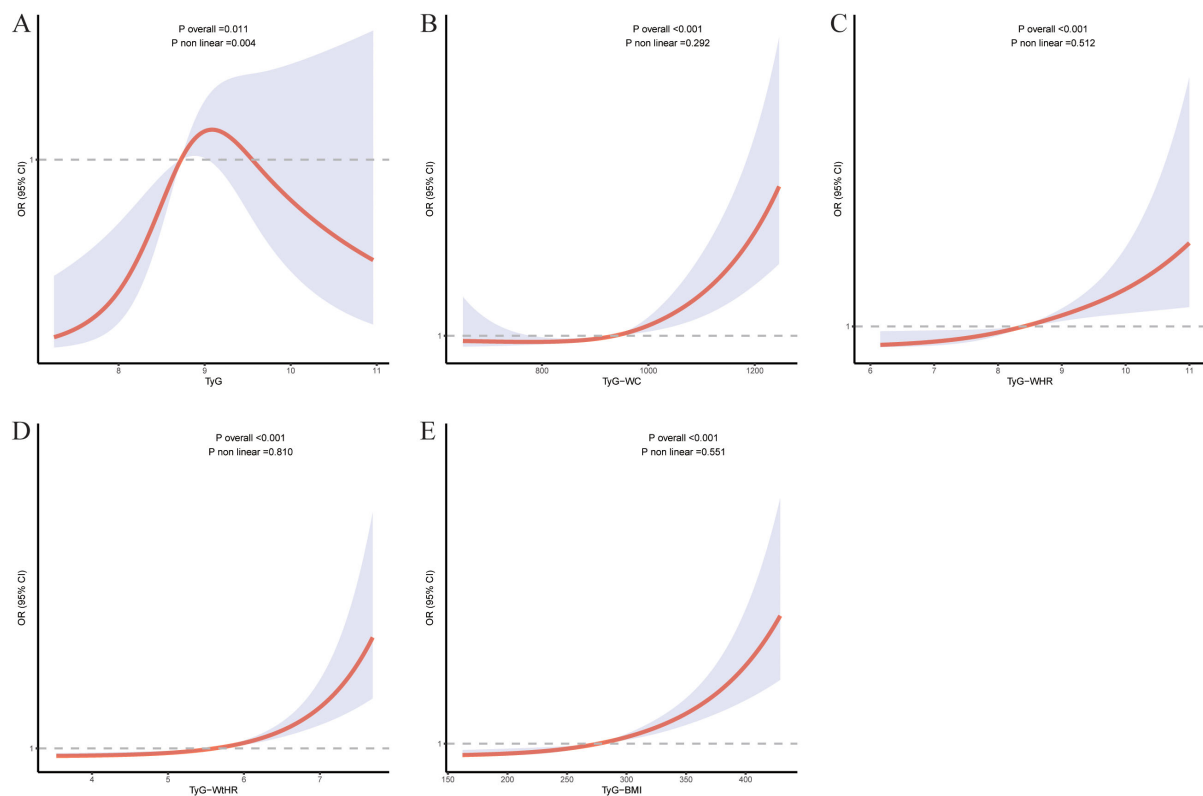 A
P overall =0.011
P non linear =0.004
OR (95% CI)
1
8
9
10
11
TyG
B
P overall <0.001
P non linear =0.292
OR (95% CI)
1
800
1000
1200
TyG−WC
C
P overall <0.001
P non linear =0.512
OR (95% CI)
1
6
7
8
9
10
11
TyG−WHR
D
P overall <0.001
P non linear =0.810
OR (95% CI)
1
4
5
6
7
TyG−WtHR
E
P overall <0.001
P non linear =0.551
OR (95% CI)
1
150
200
250
300
350
400
TyG−BMI